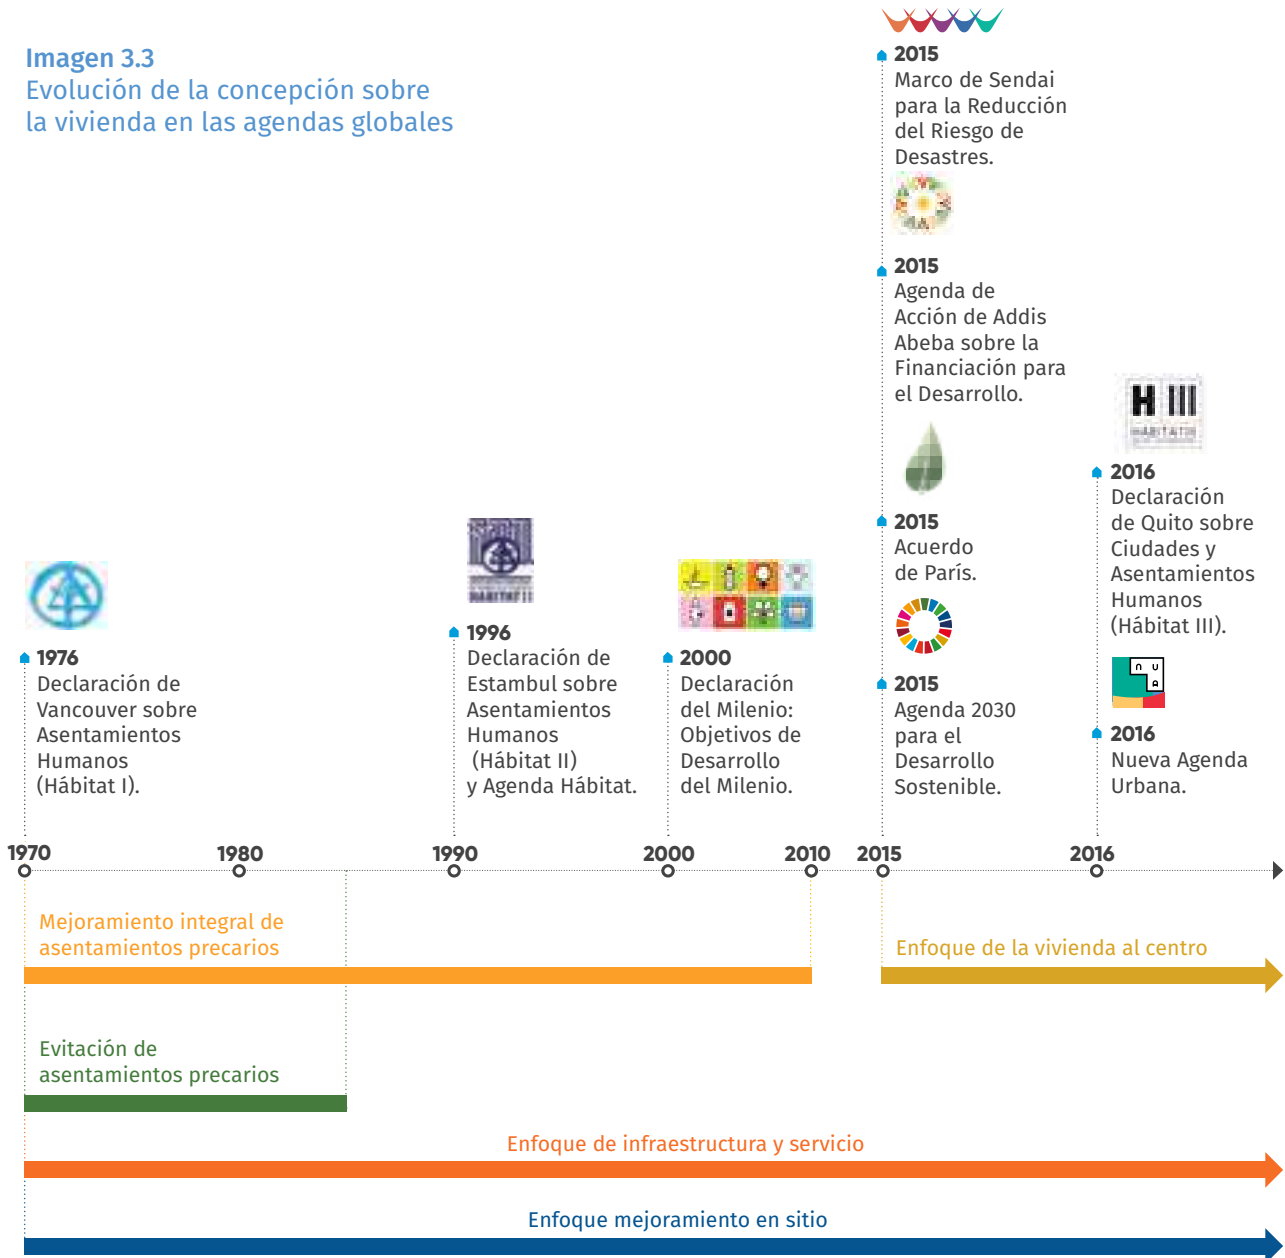 Imagen 3.3
Evolución de la concepción sobre
la vivienda en las agendas globales
1976
Declaración de
Vancouver sobre
Asentamientos
Humanos
(Hábitat I).
HÁBITAT II
1996
Declaración de
Estambul sobre
Asentamientos
Humanos
(Hábitat II)
y Agenda Hábitat.
2000
Declaración
del Milenio:
Objetivos de
Desarrollo
del Milenio.
2015
Marco de Sendai
para la Reducción
del Riesgo de
Desastres.
2015
Agenda de
Acción de Addis
Abeba sobre la
Financiación para
el Desarrollo.
2015
Acuerdo
de París.
2015
Agenda 2030
para el
Desarrollo
Sostenible.
H III
2016
Declaración
de Quito sobre
Ciudades y
Asentamientos
Humanos
(Hábitat III).
n u
a
2016
Nueva Agenda
Urbana.
1970 1980 1990 2000 2010 2015 2016
Mejoramiento integral de
asentamientos precarios
Enfoque de la vivienda al centro
Evitación de
asentamientos precarios
Enfoque de infraestructura y servicio
Enfoque mejoramiento en sitio